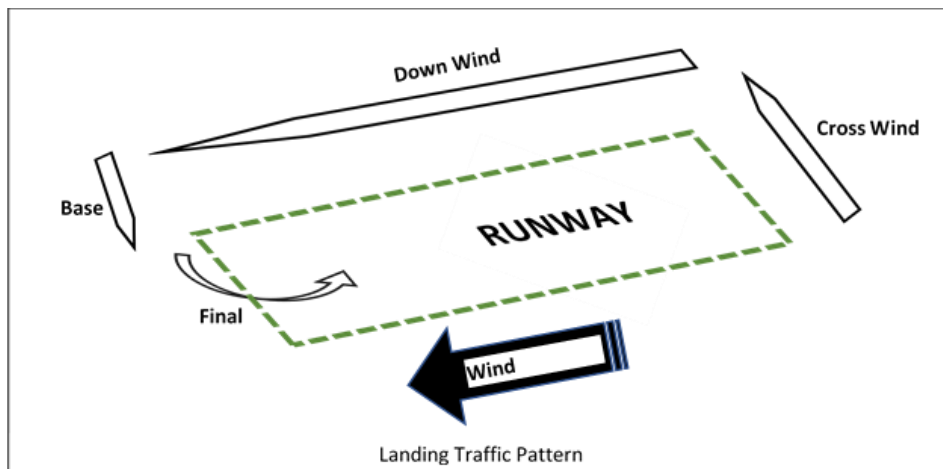 Down Wind
Cross Wind
Base
RUNWAY
Final
Wind
Landing Traffic Pattern